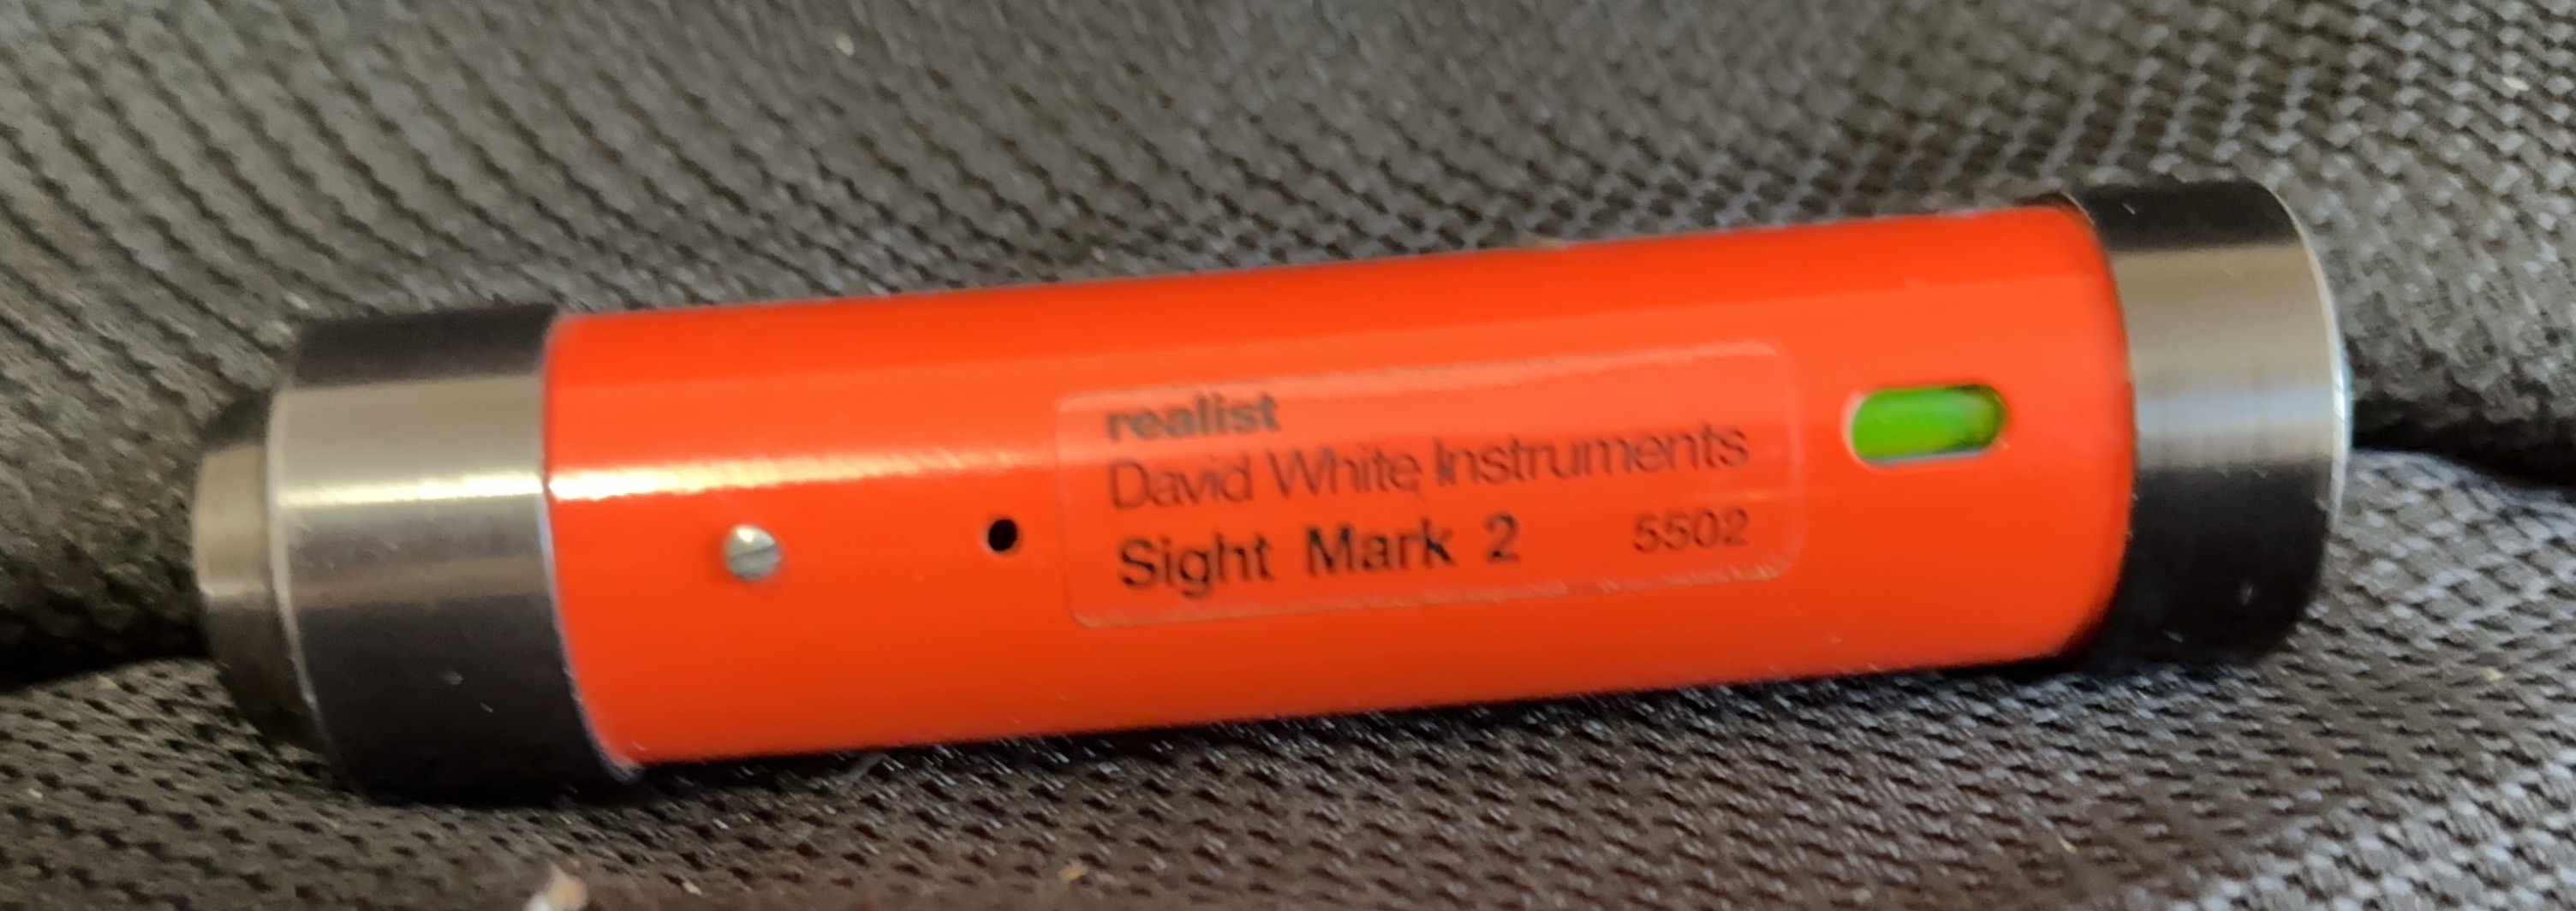 realist
David White Instruments
Sight Mark 2 5502